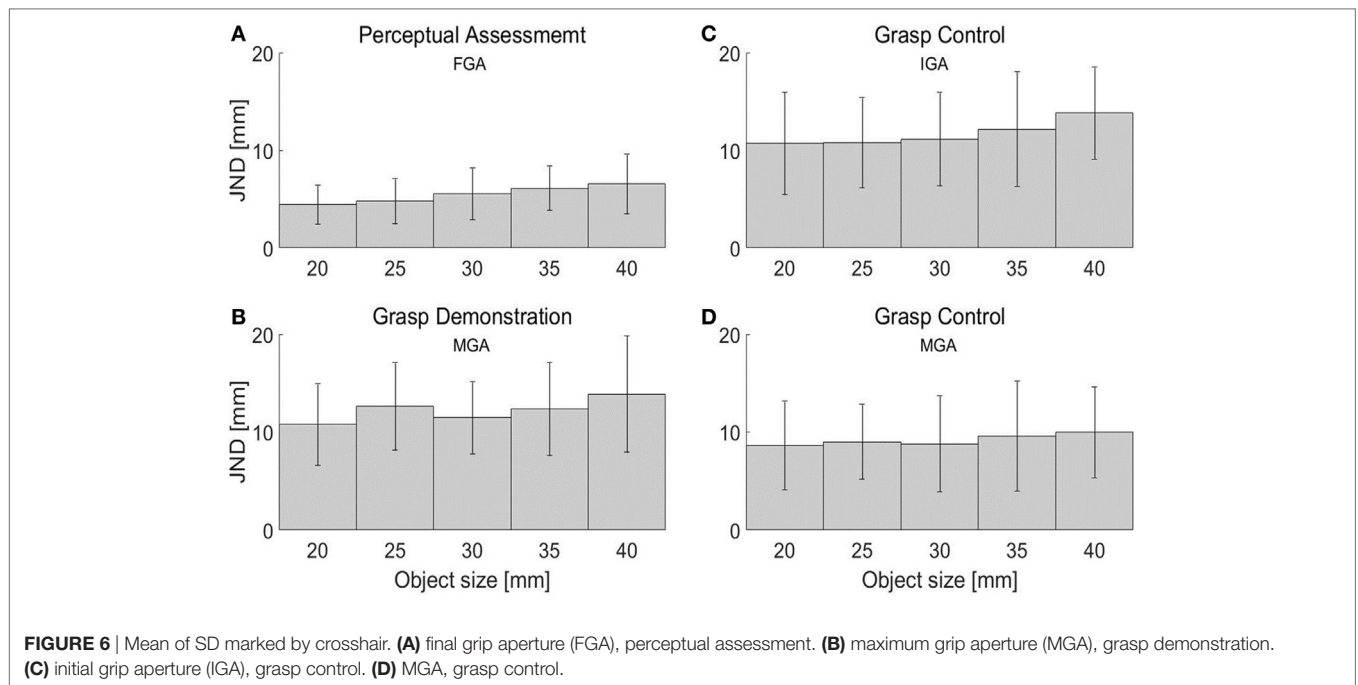 A Perceptual Assessmemt
FGA
20
10
0
JND [mm]
20 25 30 35 40
C Grasp Control
IGA
20
10
0
20 25 30 35 40
B Grasp Demonstration
MGA
20
10
0
JND [mm]
20 25 30 35 40
Object size [mm]
D Grasp Control
MGA
20
10
0
20 25 30 35 40
Object size [mm]
FIGURE 6 | Mean of SD marked by crosshair. (A) final grip aperture (FGA), perceptual assessment. (B) maximum grip aperture (MGA), grasp demonstration.
(C) initial grip aperture (IGA), grasp control. (D) MGA, grasp control.